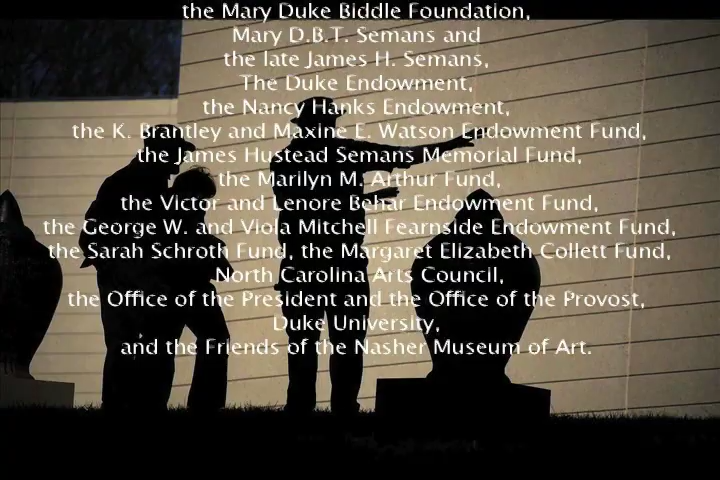 the Mary Duke Biddle Foundation,
Mary D.B.T. Semans and
the late James H. Semans,
The Duke Endowment,
the Nancy Hanks Endowment,
the K. Brantley and Maxine E. Watson Endowment Fund,
the James Hustead Semans Memorial Fund,
the Marilyn M. Arthur Fund,
the Victor and Lenore Behar Endowment Fund,
the George W. and Viola Mitchell Fearnside Endowment Fund,
the Sarah Schroth Fund, the Margaret Elizabeth Collett Fund,
North Carolina Arts Council,
the Office of the President and the Office of the Provost,
Duke University,
and the Friends of the Nasher Museum of Art.